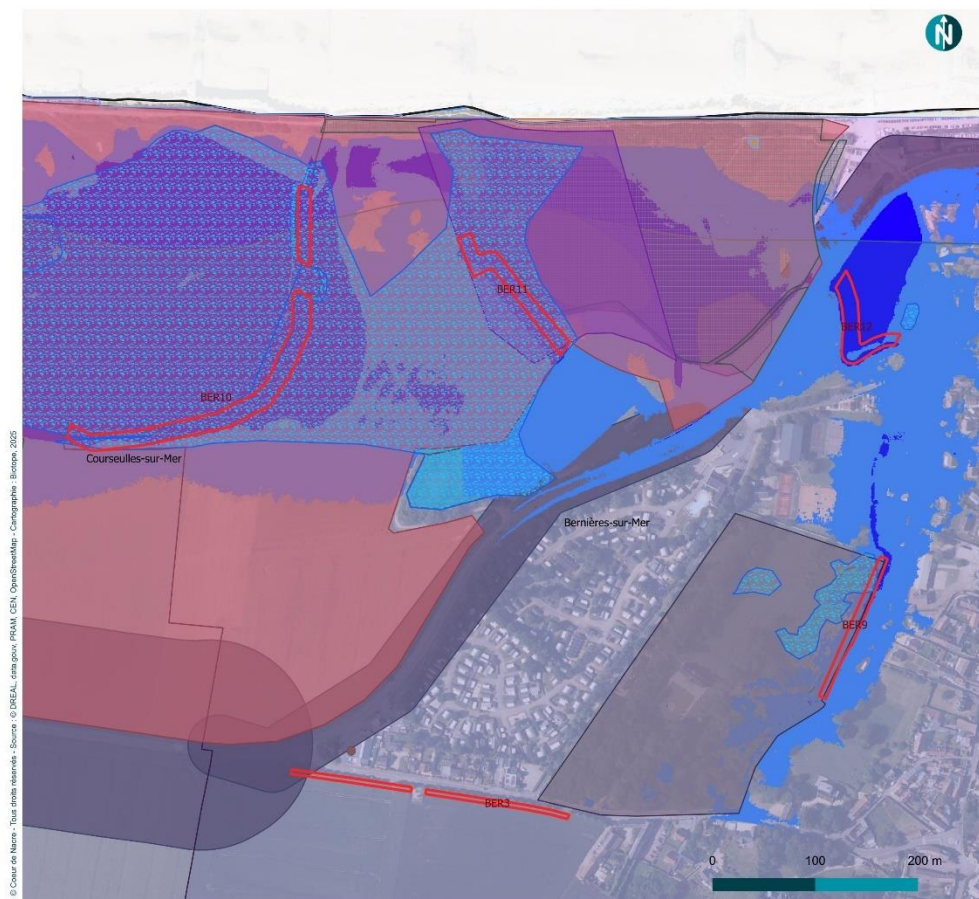 N
BER11
BER12
BER10
Courseulles-sur-Mer
Bernières-sur-Mer
BER9
BER3
0 100 200 m
© Coeur de Nacre - Tous droits réservés - Source : © DREAL, data.gouv, PRAM, CEN, OpenStreetMap - Cartographie : Biotope, 2025